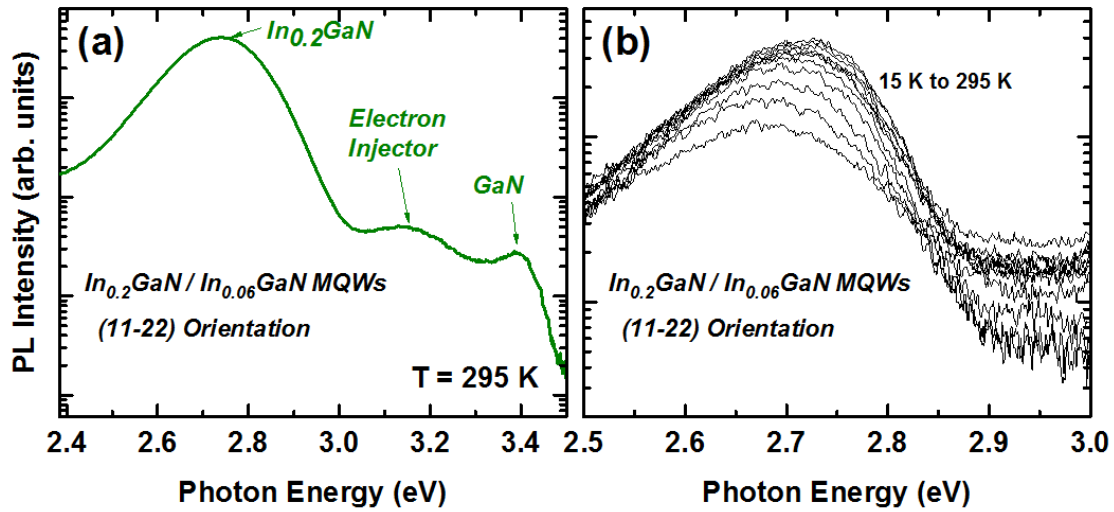 (a)
In0.2GaN
Electron
Injector
GaN
In0.2GaN / In0.06GaN MQWs
(11-22) Orientation
T = 295 K
PL Intensity (arb. units)
2.4 2.6 2.8 3.0 3.2 3.4
Photon Energy (eV)
(b)
15 K to 295 K
In0.2GaN / In0.06GaN MQWs
(11-22) Orientation
2.5 2.6 2.7 2.8 2.9 3.0
Photon Energy (eV)